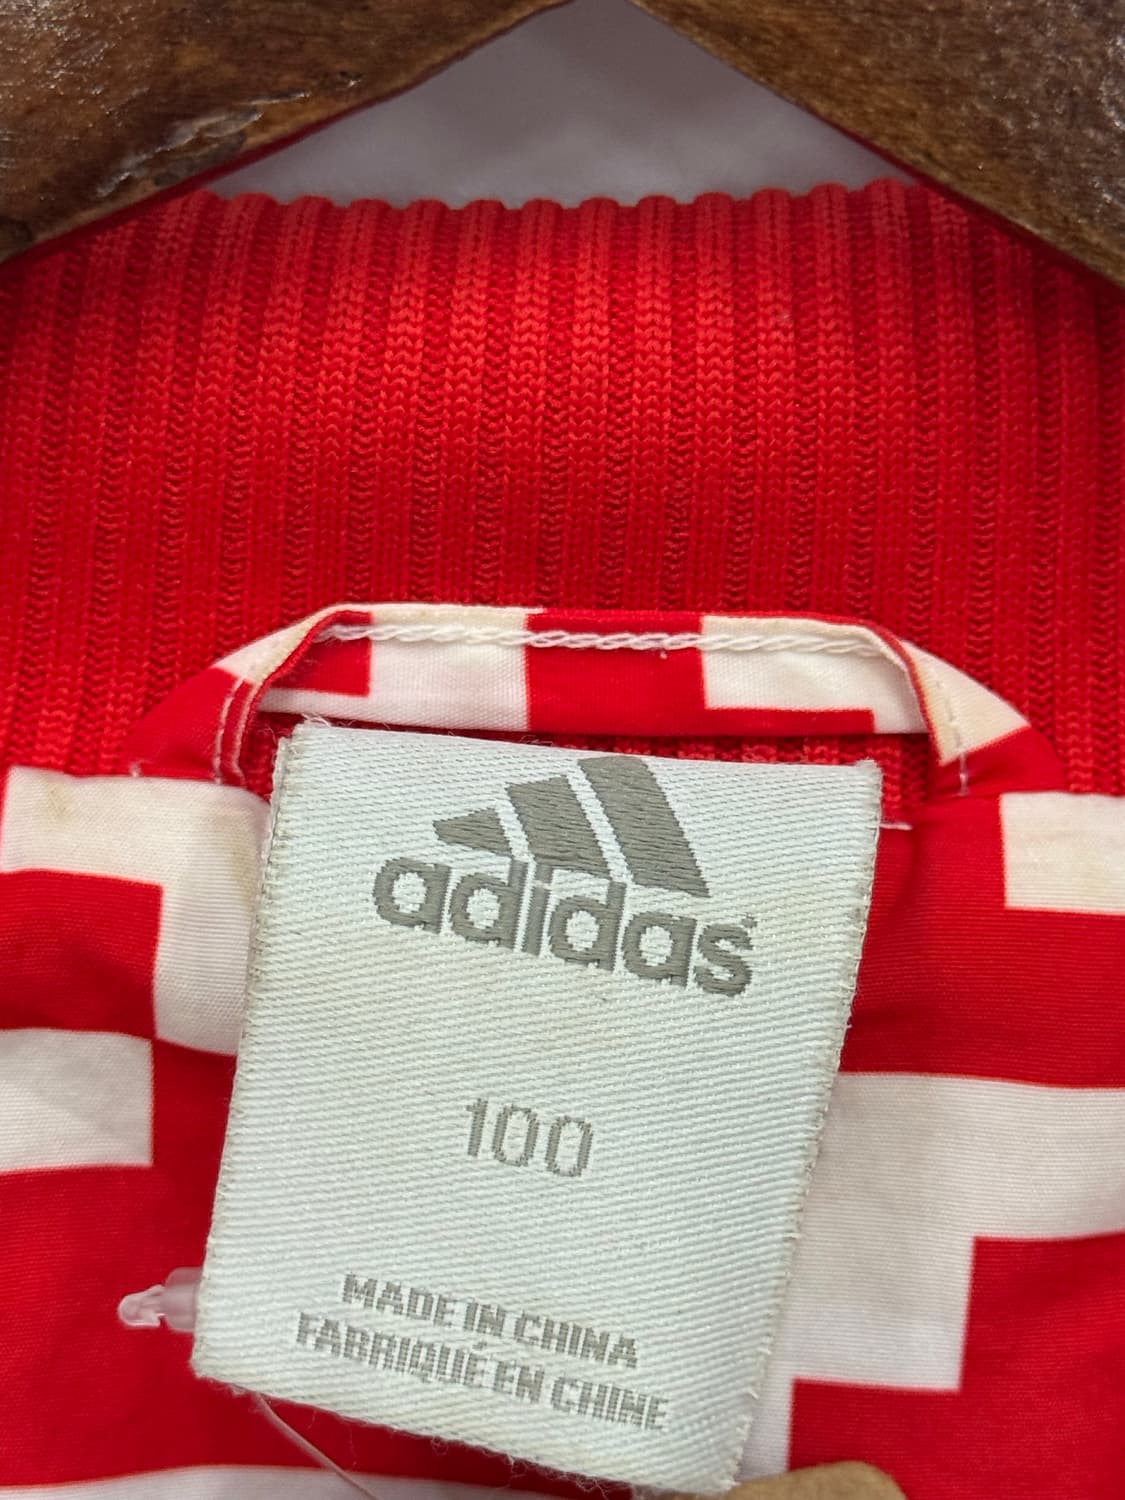 adidas
100
MADE IN CHINA
FABRIQUÉ EN CHINE